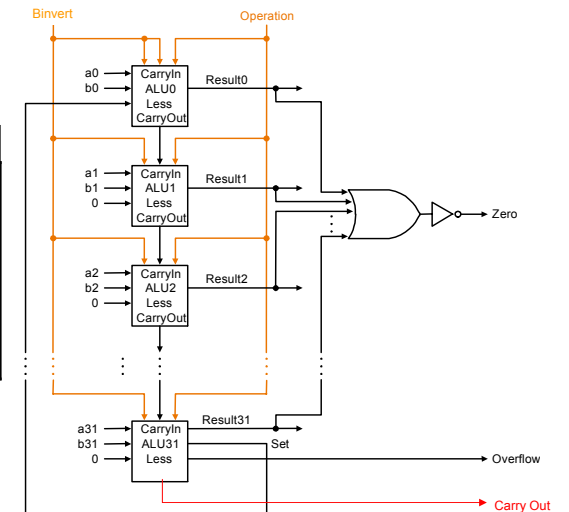 Binvert
Operation
a0
CarryIn
Result0
b0
ALU0
Less
CarryOut
a1
CarryIn
Result1
b1
ALU1
0
Less
CarryOut
Zero
a2
CarryIn
Result2
b2
ALU2
0
Less
CarryOut
a31
CarryIn
Result31
b31
ALU31
Set
0
Less
Overflow
Carry Out